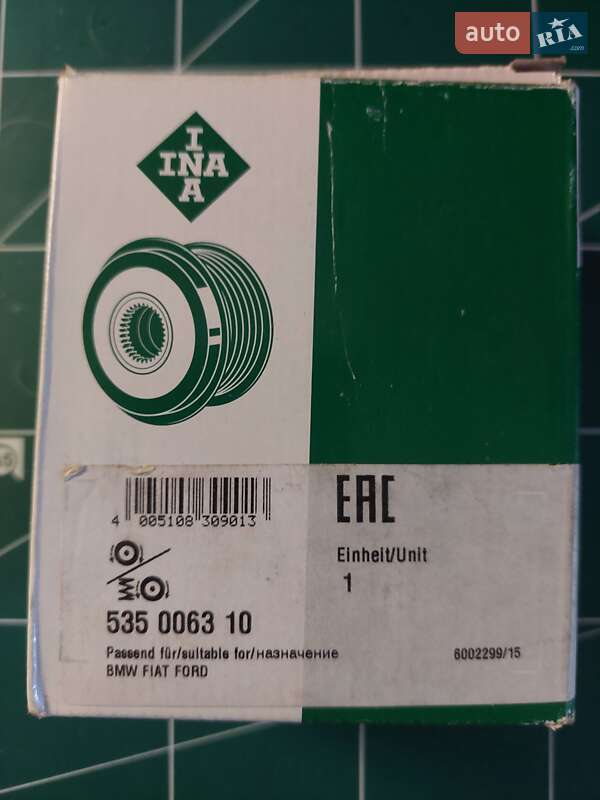 auto RIA.com
I
INA
A
EAC
4 005108 309013
Einheit/Unit
1
535 0063 10
Passend für/suitable for/назначение
6002299/15
BMW FIAT FORD